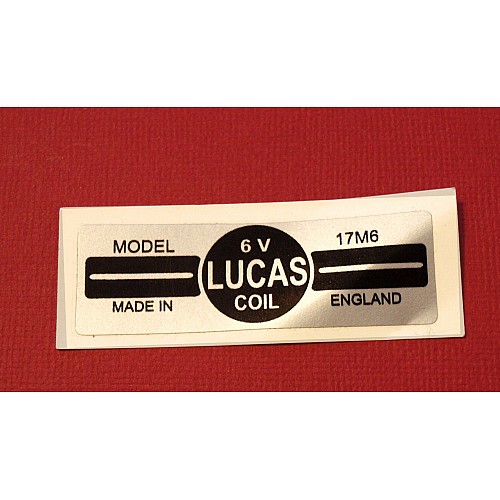 MODEL 6 V 17M6
LUCAS
MADE IN COIL ENGLAND